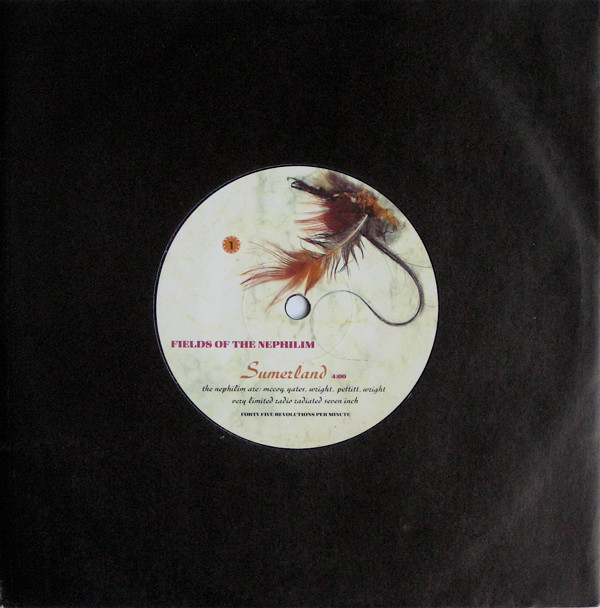 1
FIELDS OF THE NEPHILIM
Sumerland 4:00
the nephilim are: mccoy yates, wright, pettitt, wright
very limited radio radiated seven inch
FORTY FIVE REVOLUTIONS PER MINUTE